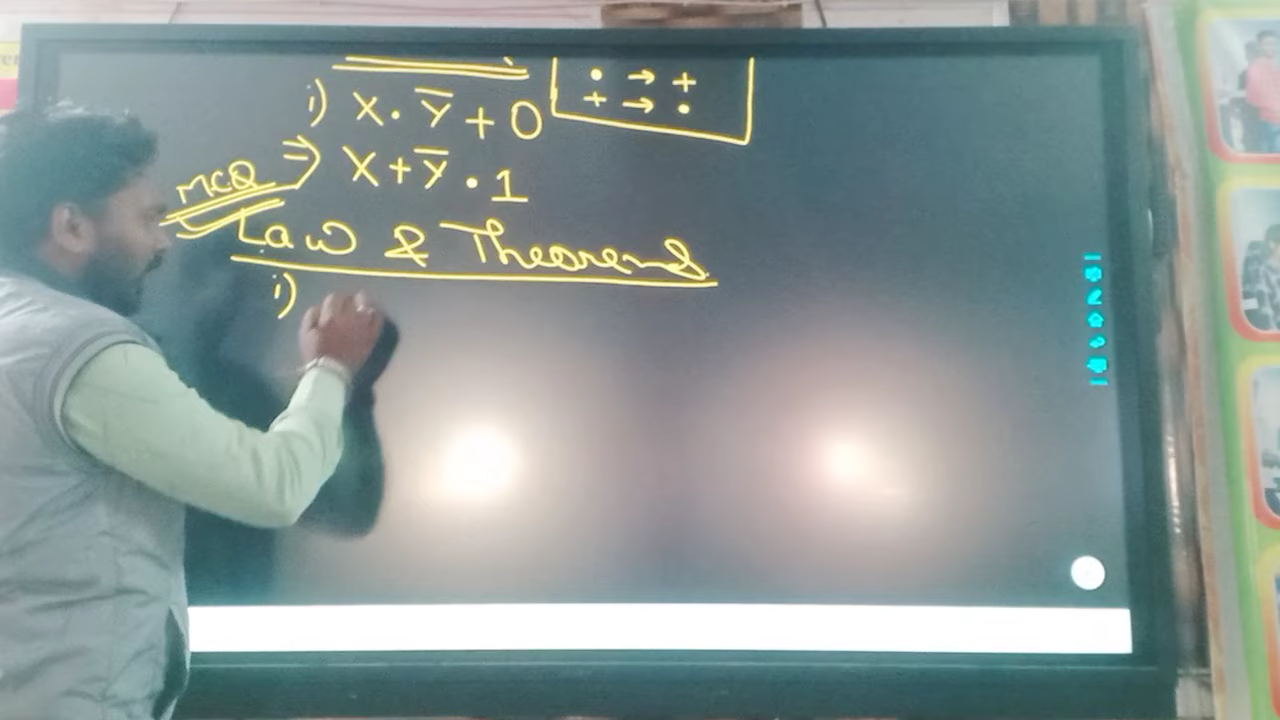 i) X . Y̅ + 0
• → +
+ → •
⇒ X + Y̅ . 1
MCQ
Law & Theorems
i)